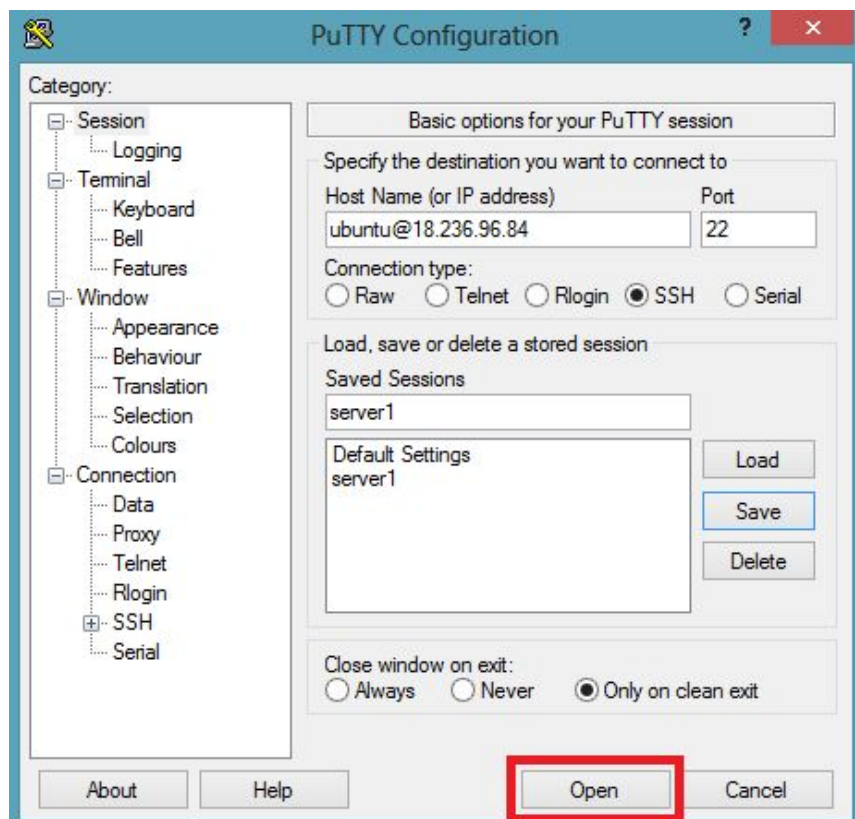 PuTTY Configuration
?
Category:
Session
Logging
Terminal
Keyboard
Bell
Features
Window
Appearance
Behaviour
Translation
Selection
Colours
Connection
Data
Proxy
Telnet
Rlogin
SSH
Serial
Basic options for your PuTTY session
Specify the destination you want to connect to
Host Name (or IP address) Port
ubuntu@18.236.96.84 22
Connection type:
Raw Telnet Rlogin SSH Serial
Load, save or delete a stored session
Saved Sessions
server1
Default Settings
server1
Load
Save
Delete
Close window on exit:
Always Never Only on clean exit
About Help Open Cancel